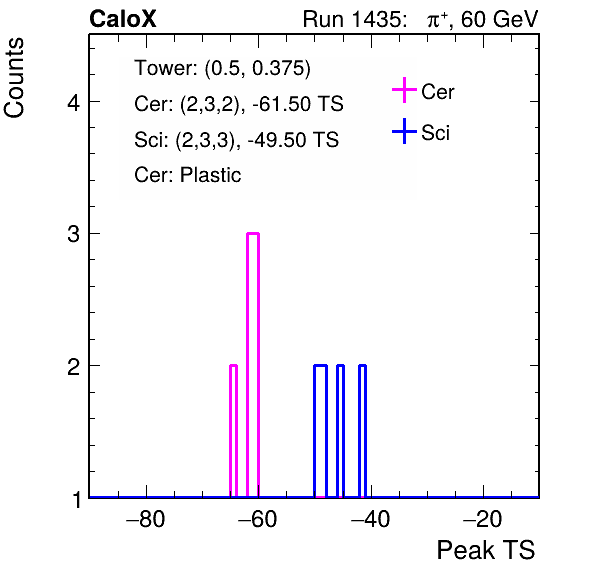 CaloX Run 1435: π⁺, 60 GeV
Counts
Tower: (0.5, 0.375)
Cer: (2,3,2), -61.50 TS
Sci: (2,3,3), -49.50 TS
Cer: Plastic
Cer
Sci
4
3
2
1
−80 −60 −40 −20
Peak TS